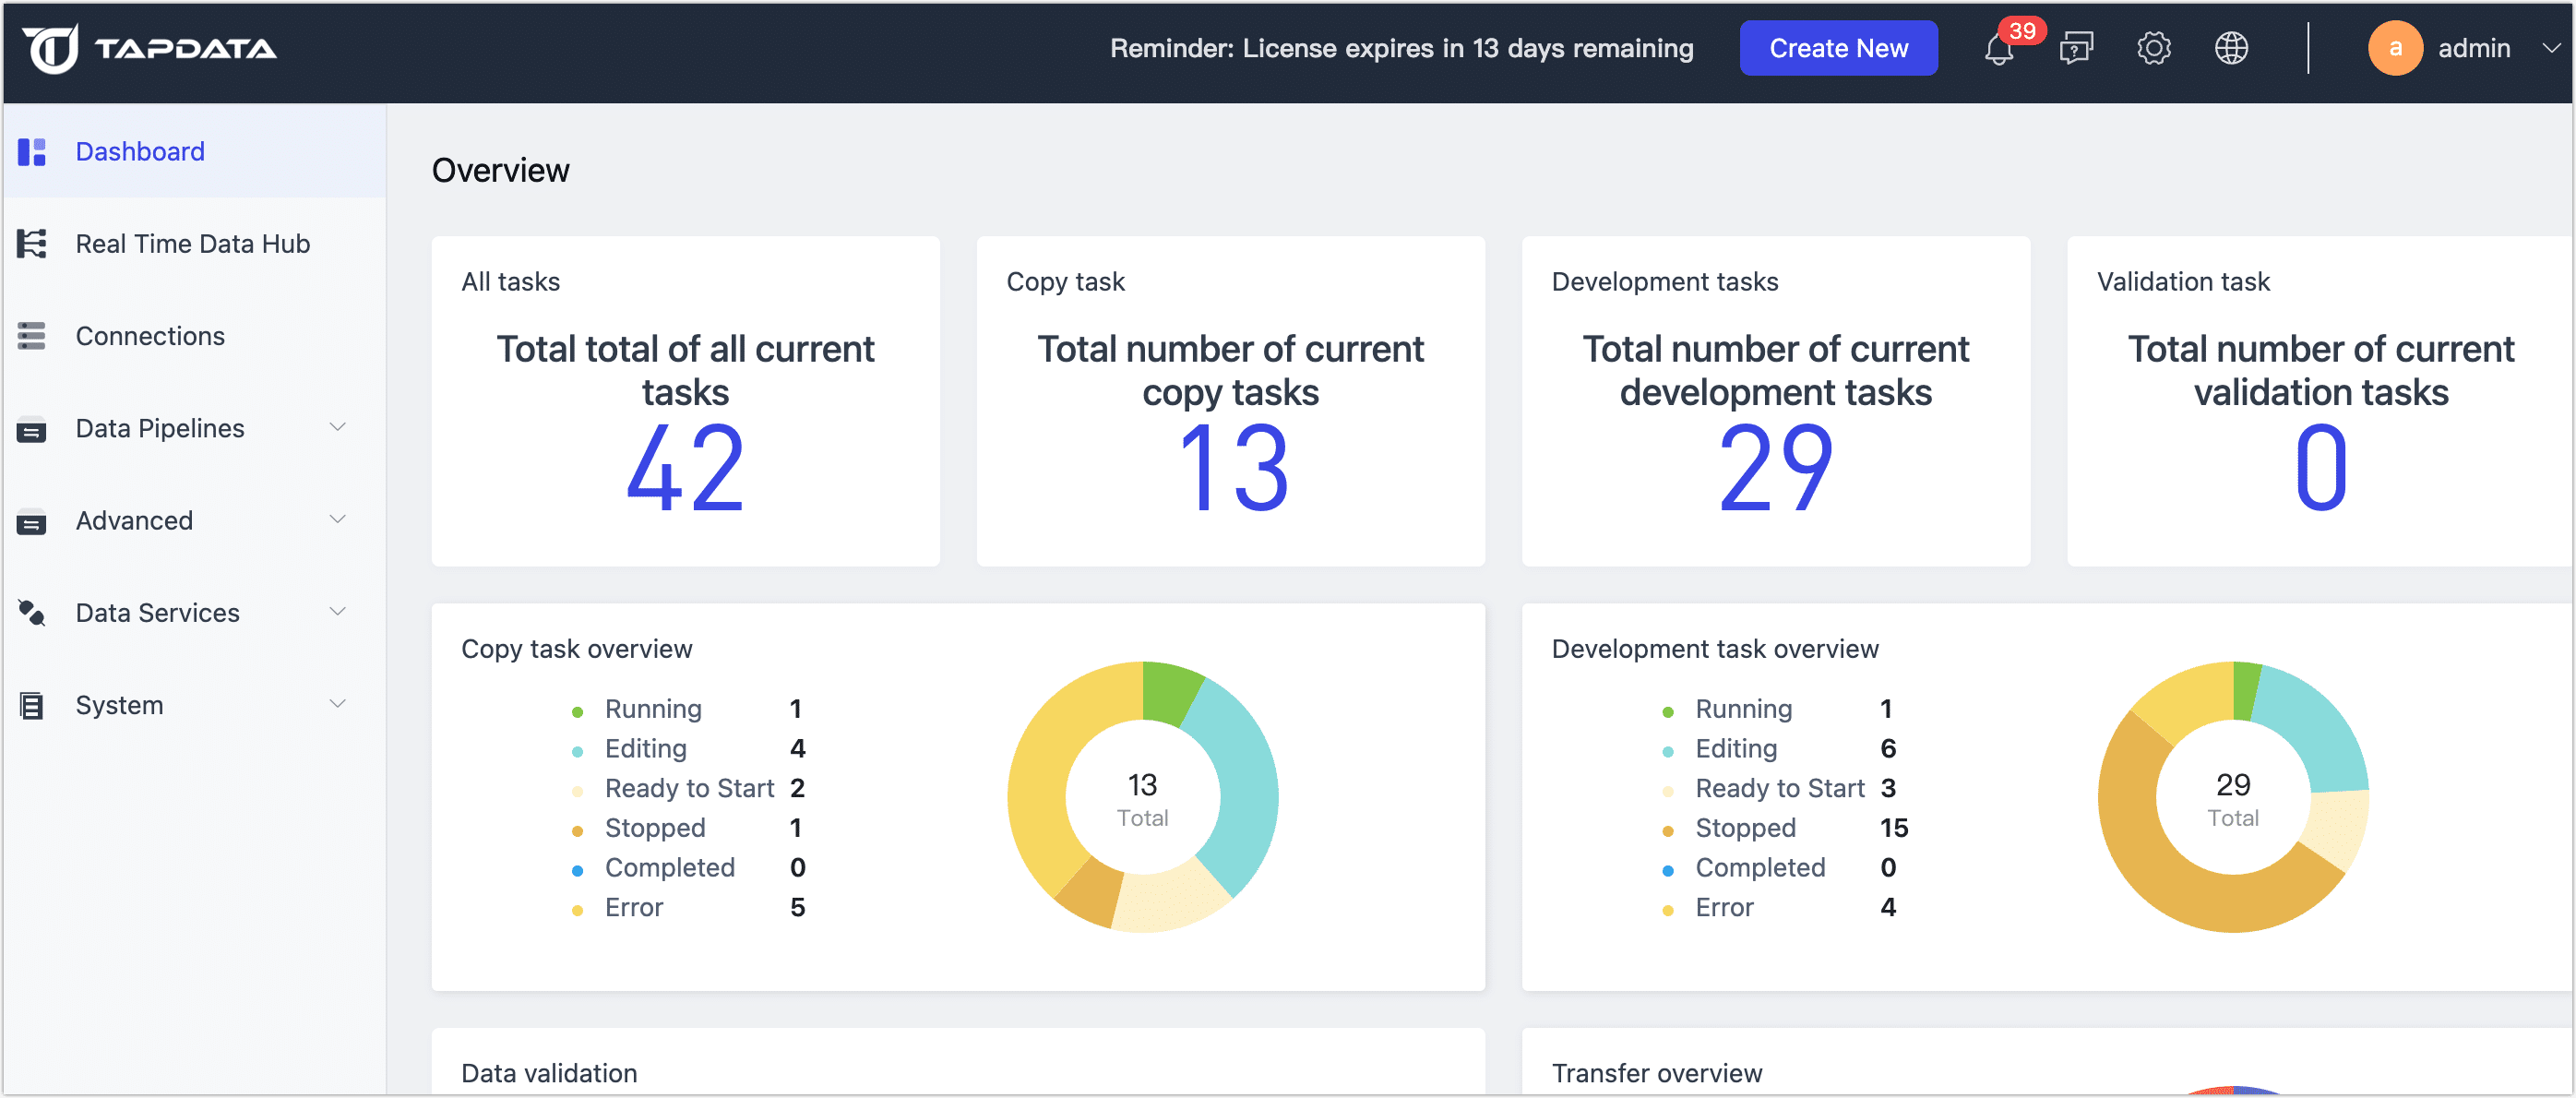 TAPDATA
Reminder: License expires in 13 days remaining
Create New
39
a
admin
Dashboard
Real Time Data Hub
Connections
Data Pipelines
Advanced
Data Services
System
Overview
All tasks
Total total of all current
tasks
42
Copy task
Total number of current
copy tasks
13
Development tasks
Total number of current
development tasks
29
Validation task
Total number of current
validation tasks
0
Copy task overview
Running 1
Editing 4
Ready to Start 2
Stopped 1
Completed 0
Error 5
13
Total
Development task overview
Running 1
Editing 6
Ready to Start 3
Stopped 15
Completed 0
Error 4
29
Total
Data validation
Transfer overview